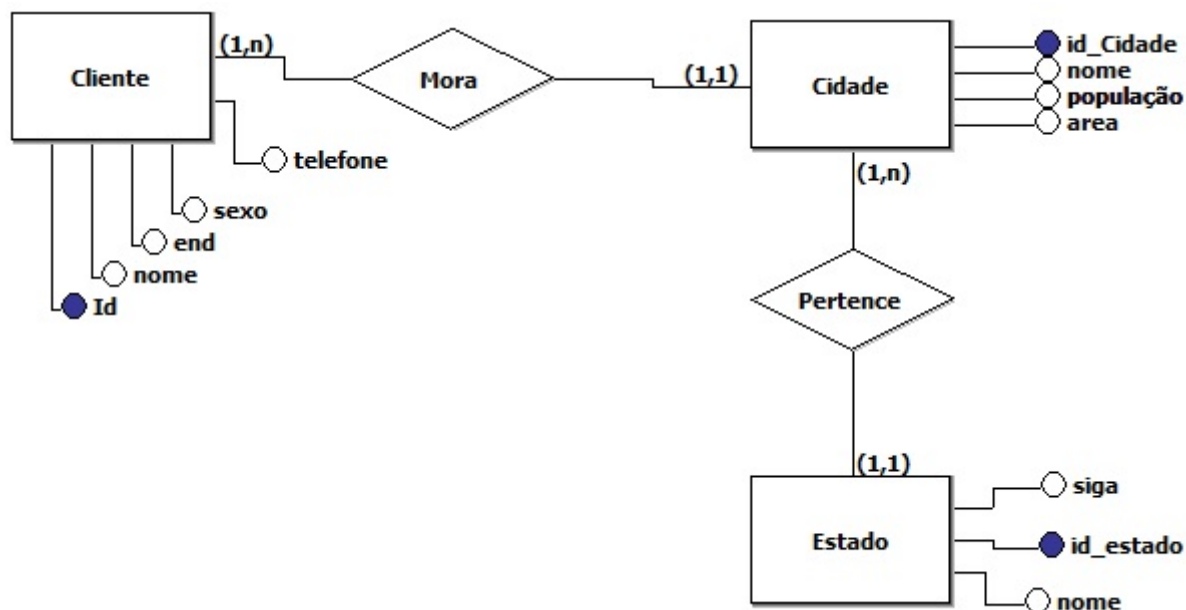 Cliente
(1,n)
Mora
(1,1)
Cidade
id_Cidade
nome
população
area
telefone
sexo
end
nome
Id
(1,n)
Pertence
(1,1)
Estado
siga
id_estado
nome